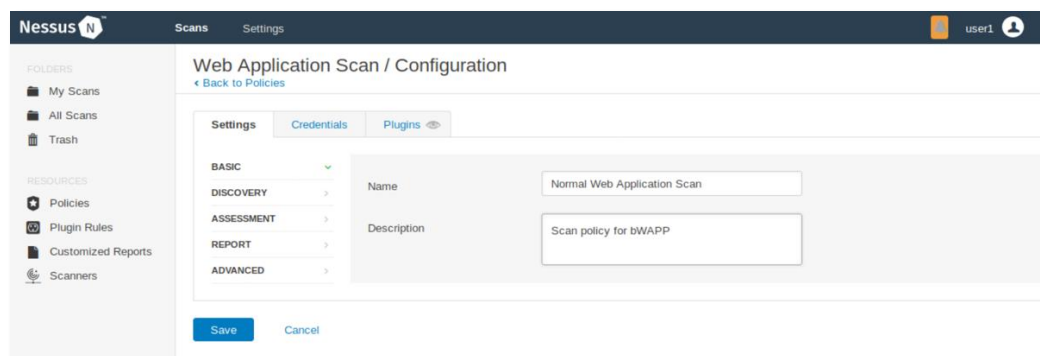 Nessus N
Scans Settings user1
FOLDERS
My Scans
All Scans
Trash
RESOURCES
Policies
Plugin Rules
Customized Reports
Scanners
Web Application Scan / Configuration
Back to Policies
Settings Credentials Plugins
BASIC
DISCOVERY
ASSESSMENT
REPORT
ADVANCED
Name Normal Web Application Scan
Description Scan policy for bWAPP
Save Cancel